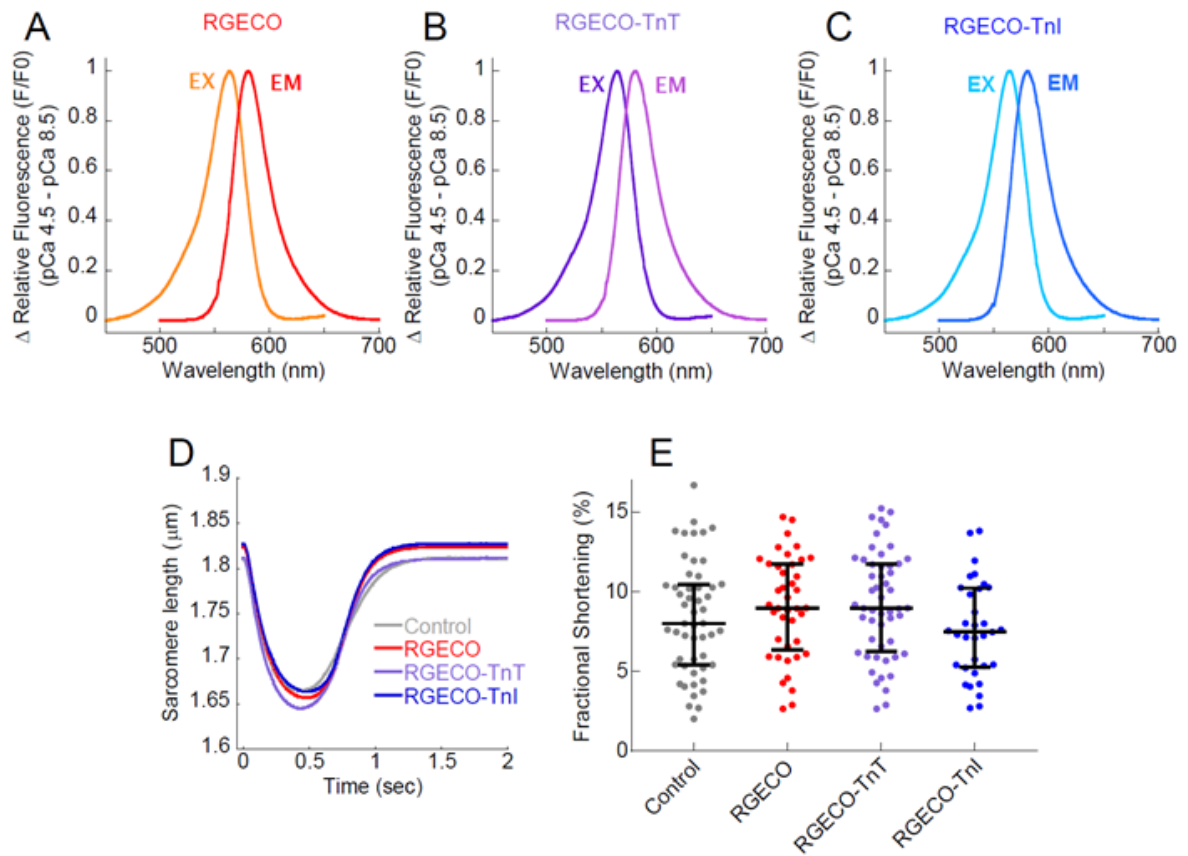 A
RGECO
B
RGECO-TnT
C
RGECO-TnI
Δ Relative Fluorescence (F/F0)
(pCa 4.5 - pCa 8.5)
1
0.8
0.6
0.4
0.2
0
EX
EM
500
600
700
Wavelength (nm)
Δ Relative Fluorescence (F/F0)
(pCa 4.5 - pCa 8.5)
1
0.8
0.6
0.4
0.2
0
EX
EM
500
600
700
Wavelength (nm)
Δ Relative Fluorescence (F/F0)
(pCa 4.5 - pCa 8.5)
1
0.8
0.6
0.4
0.2
0
EX
EM
500
600
700
Wavelength (nm)
D
Sarcomere length (μm)
1.9
1.85
1.8
1.75
1.7
1.65
1.6
Control
RGECO
RGECO-TnT
RGECO-TnI
0
0.5
1
1.5
2
Time (sec)
E
Fractional Shortening (%)
15
10
5
0
Control
RGECO
RGECO-TnT
RGECO-TnI